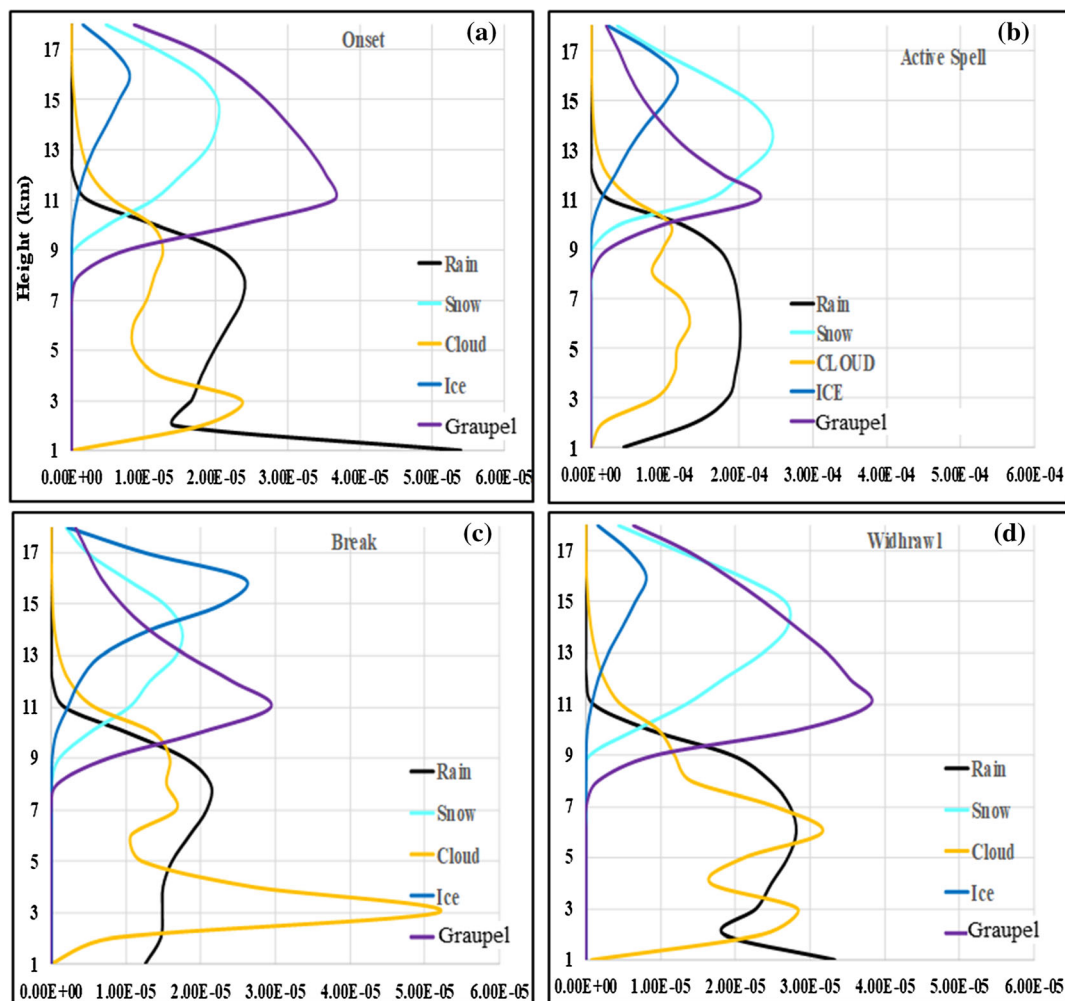 (a)
Onset
Height (km)
17
15
13
11
9
7
5
3
1
Rain
Snow
Cloud
Ice
Graupel
0.00E+00 1.00E-05 2.00E-05 3.00E-05 4.00E-05 5.00E-05 6.00E-05
(b)
Active Spell
17
15
13
11
9
7
5
3
1
Rain
Snow
CLOUD
ICE
Graupel
0.00E+00 1.00E-04 2.00E-04 3.00E-04 4.00E-04 5.00E-04 6.00E-04
(c)
Break
17
15
13
11
9
7
5
3
1
Rain
Snow
Cloud
Ice
Graupel
0.00E+00 1.00E-05 2.00E-05 3.00E-05 4.00E-05 5.00E-05 6.00E-05
(d)
Widhrawl
17
15
13
11
9
7
5
3
1
Rain
Snow
Cloud
Ice
Graupel
0.00E+00 1.00E-05 2.00E-05 3.00E-05 4.00E-05 5.00E-05 6.00E-05